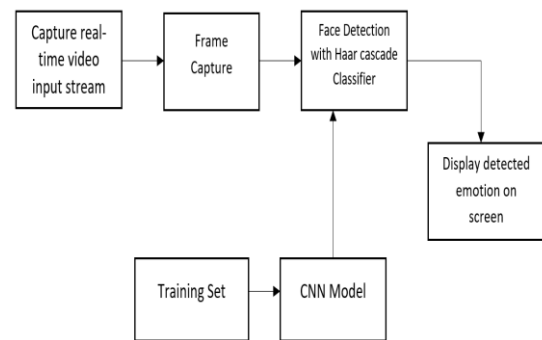 Capture real-
time video
input stream
Frame
Capture
Face Detection
with Haar cascade
Classifier
Display detected
emotion on
screen
Training Set
CNN Model